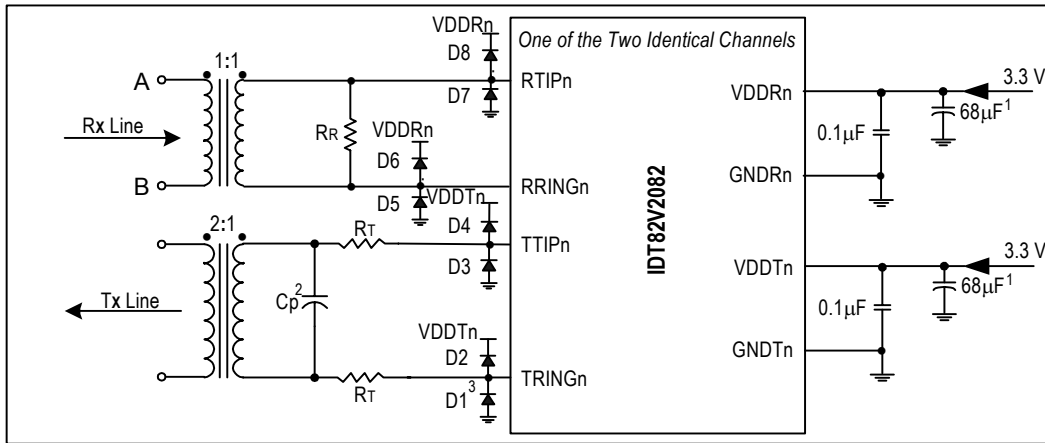 One of the Two Identical Channels
VDDRn
D8
1:1
A
RTIPn
D7
Rx Line
RR
VDDRn
D6
B
RRINGn
D5
VDDTn
D4
2:1
RT
TTIPn
D3
Tx Line
Cp2
VDDTn
D2
TRINGn
RT
D13
IDT82V2082
VDDRn
3.3 V
68µF1
0.1µF
GNDRn
VDDTn
3.3 V
68µF1
0.1µF
GNDTn